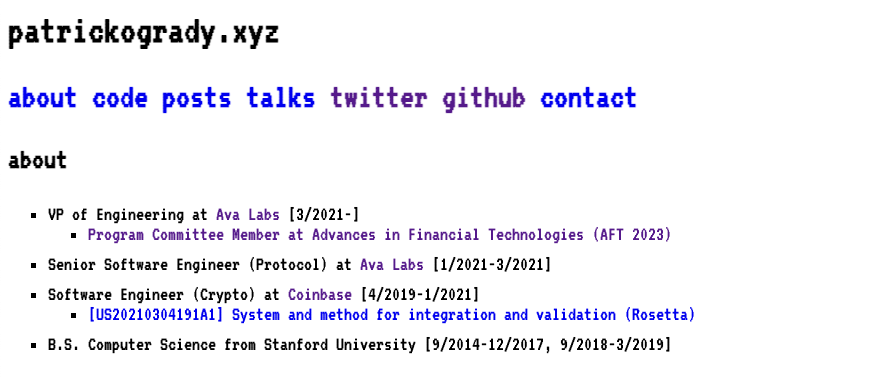 patrickogrady.xyz
about code posts talks twitter github contact
about
VP of Engineering at Ava Labs [3/2021-]
Program Committee Member at Advances in Financial Technologies (AFT 2023)
Senior Software Engineer (Protocol) at Ava Labs [1/2021-3/2021]
Software Engineer (Crypto) at Coinbase [4/2019-1/2021]
[US20210304191A1] System and method for integration and validation (Rosetta)
B.S. Computer Science from Stanford University [9/2014-12/2017, 9/2018-3/2019]